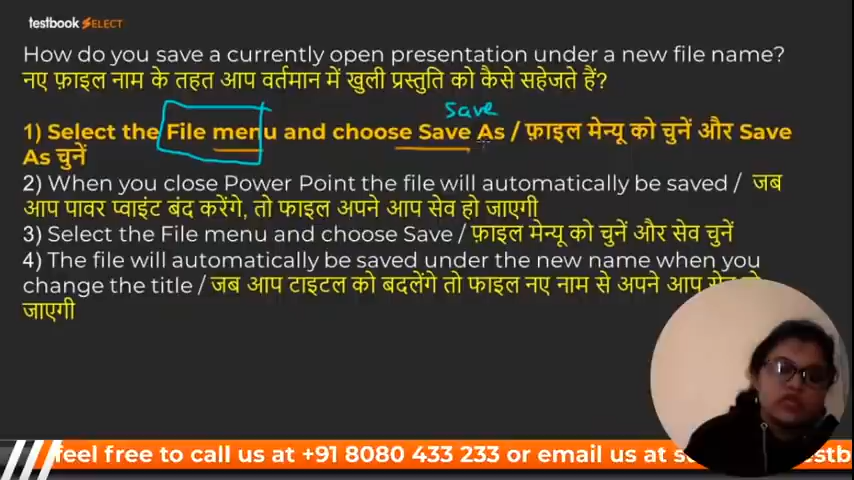 testbook SELECT
How do you save a currently open presentation under a new file name?
नए फ़ाइल नाम के तहत आप वर्तमान में खुली प्रस्तुति को कैसे सहेजते हैं?
Save
1) Select the File menu and choose Save As / फ़ाइल मेन्यू को चुनें और Save
As चुनें
2) When you close Power Point the file will automatically be saved / जब
आप पावर प्वाइंट बंद करेंगे, तो फाइल अपने आप सेव हो जाएगी
3) Select the File menu and choose Save / फ़ाइल मेन्यू को चुनें और सेव चुनें
4) The file will automatically be saved under the new name when you
change the title / जब आप टाइटल को बदलेंगे तो फाइल नए नाम से अपने आप
जाएगी
feel free to call us at +91 8080 433 233 or email us at